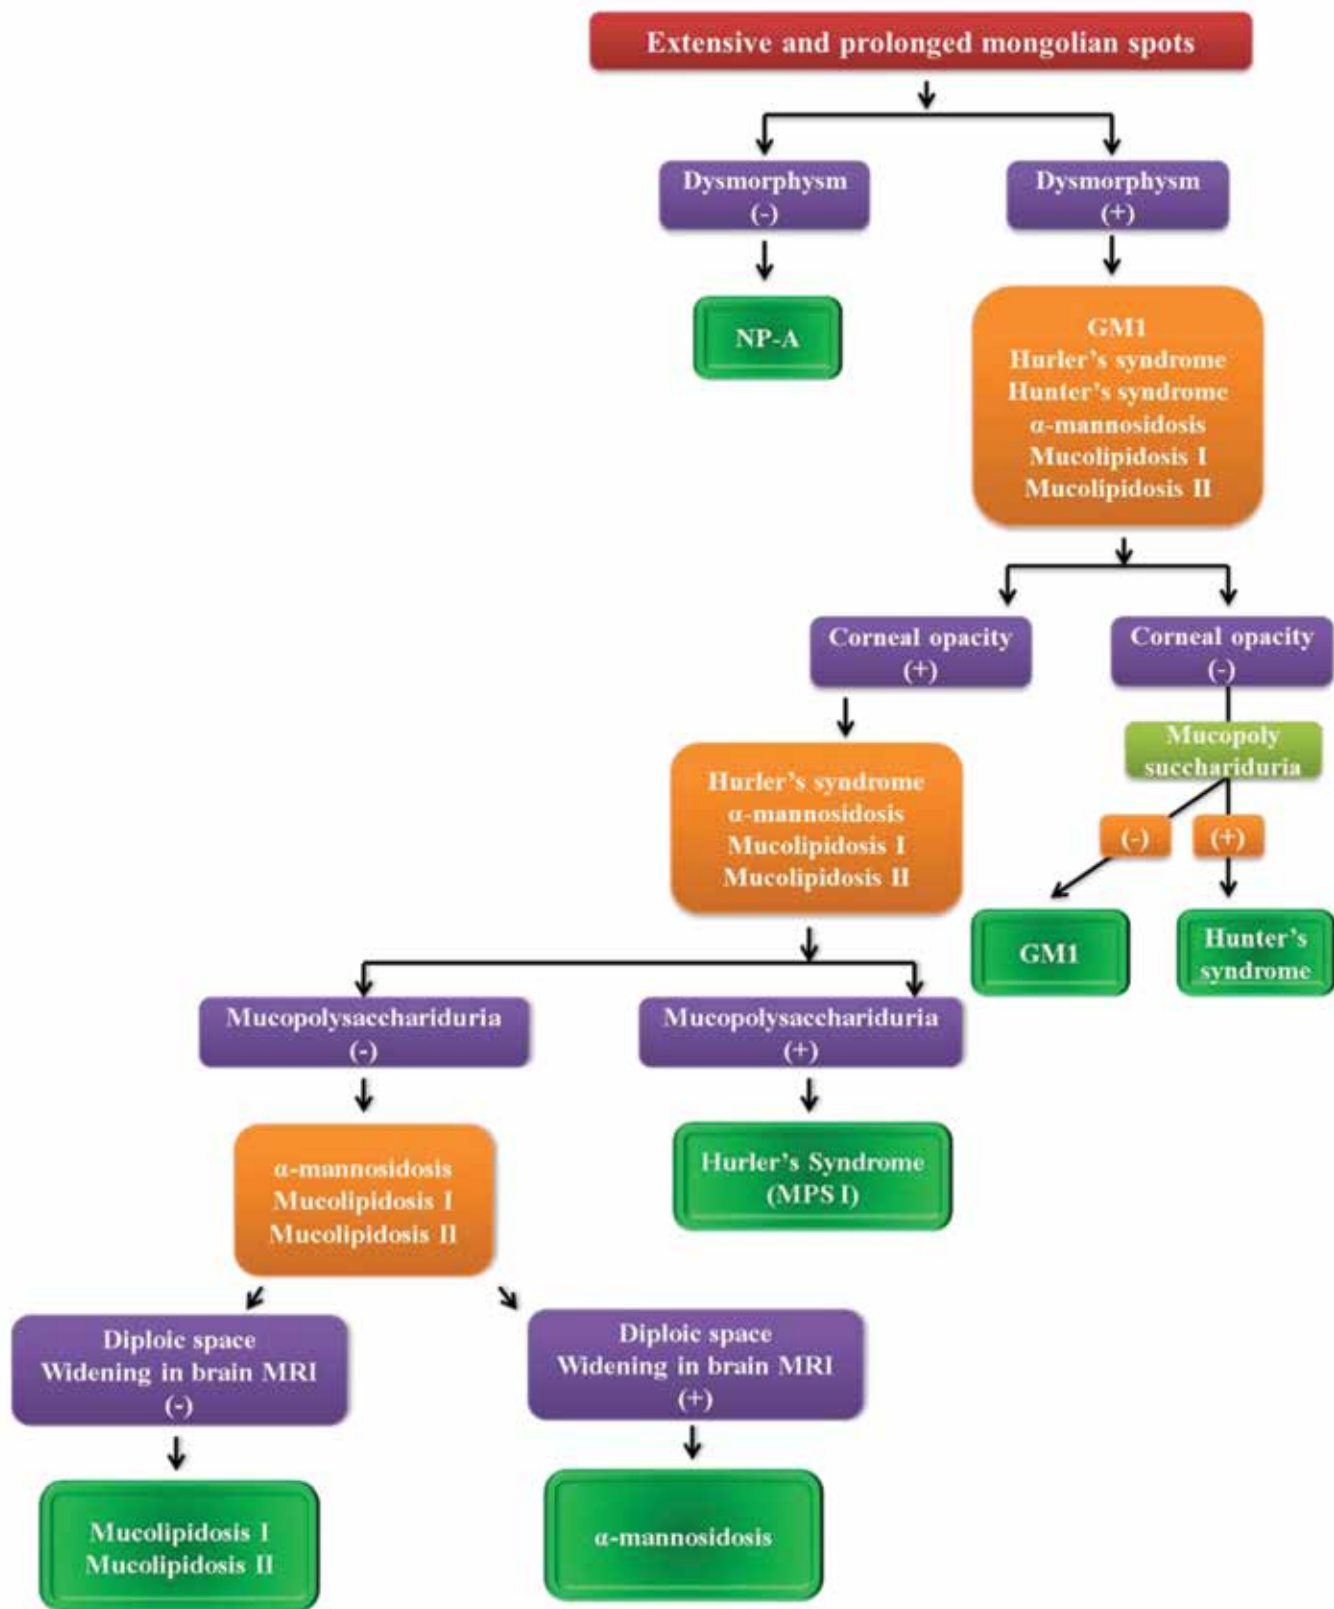 Extensive and prolonged mongolian spots
Dysmorphysm
(-)
Dysmorphysm
(+)
NP-A
GM1
Hurler's syndrome
Hunter's syndrome
α-mannosidosis
Mucolipidosis I
Mucolipidosis II
Corneal opacity
(+)
Corneal opacity
(-)
Mucopoly
succhariduria
(-)
(+)
GM1
Hunter's
syndrome
Hurler's syndrome
α-mannosidosis
Mucolipidosis I
Mucolipidosis II
Mucopolysacchariduria
(-)
Mucopolysacchariduria
(+)
α-mannosidosis
Mucolipidosis I
Mucolipidosis II
Hurler's Syndrome
(MPS I)
Diploic space
Widening in brain MRI
(-)
Diploic space
Widening in brain MRI
(+)
Mucolipidosis I
Mucolipidosis II
α-mannosidosis